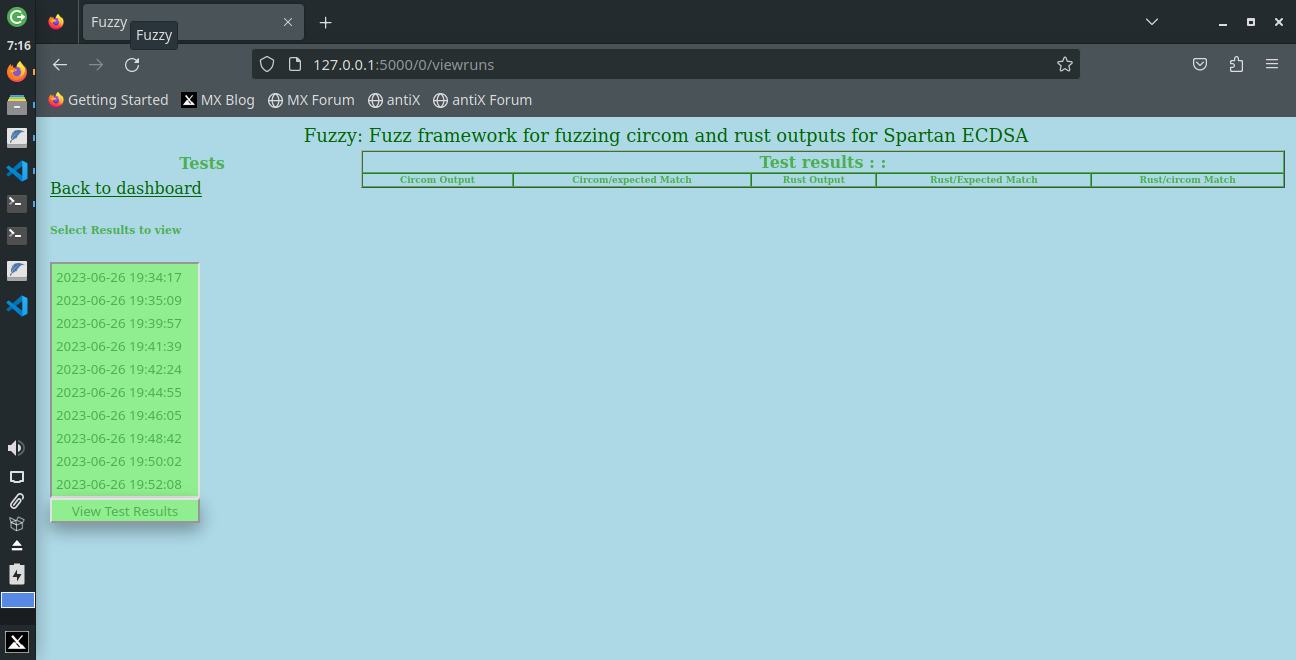 Fuzzy
Fuzzy
7:16
127.0.0.1:5000/0/viewruns
Getting Started MX Blog MX Forum antiX antiX Forum
Fuzzy: Fuzz framework for fuzzing circom and rust outputs for Spartan ECDSA
Tests
Back to dashboard
Select Results to view
2023-06-26 19:34:17
2023-06-26 19:35:09
2023-06-26 19:39:57
2023-06-26 19:41:39
2023-06-26 19:42:24
2023-06-26 19:44:55
2023-06-26 19:46:05
2023-06-26 19:48:42
2023-06-26 19:50:02
2023-06-26 19:52:08
View Test Results
Test results : :
Circom Output Circom/expected Match Rust Output Rust/Expected Match Rust/circom Match